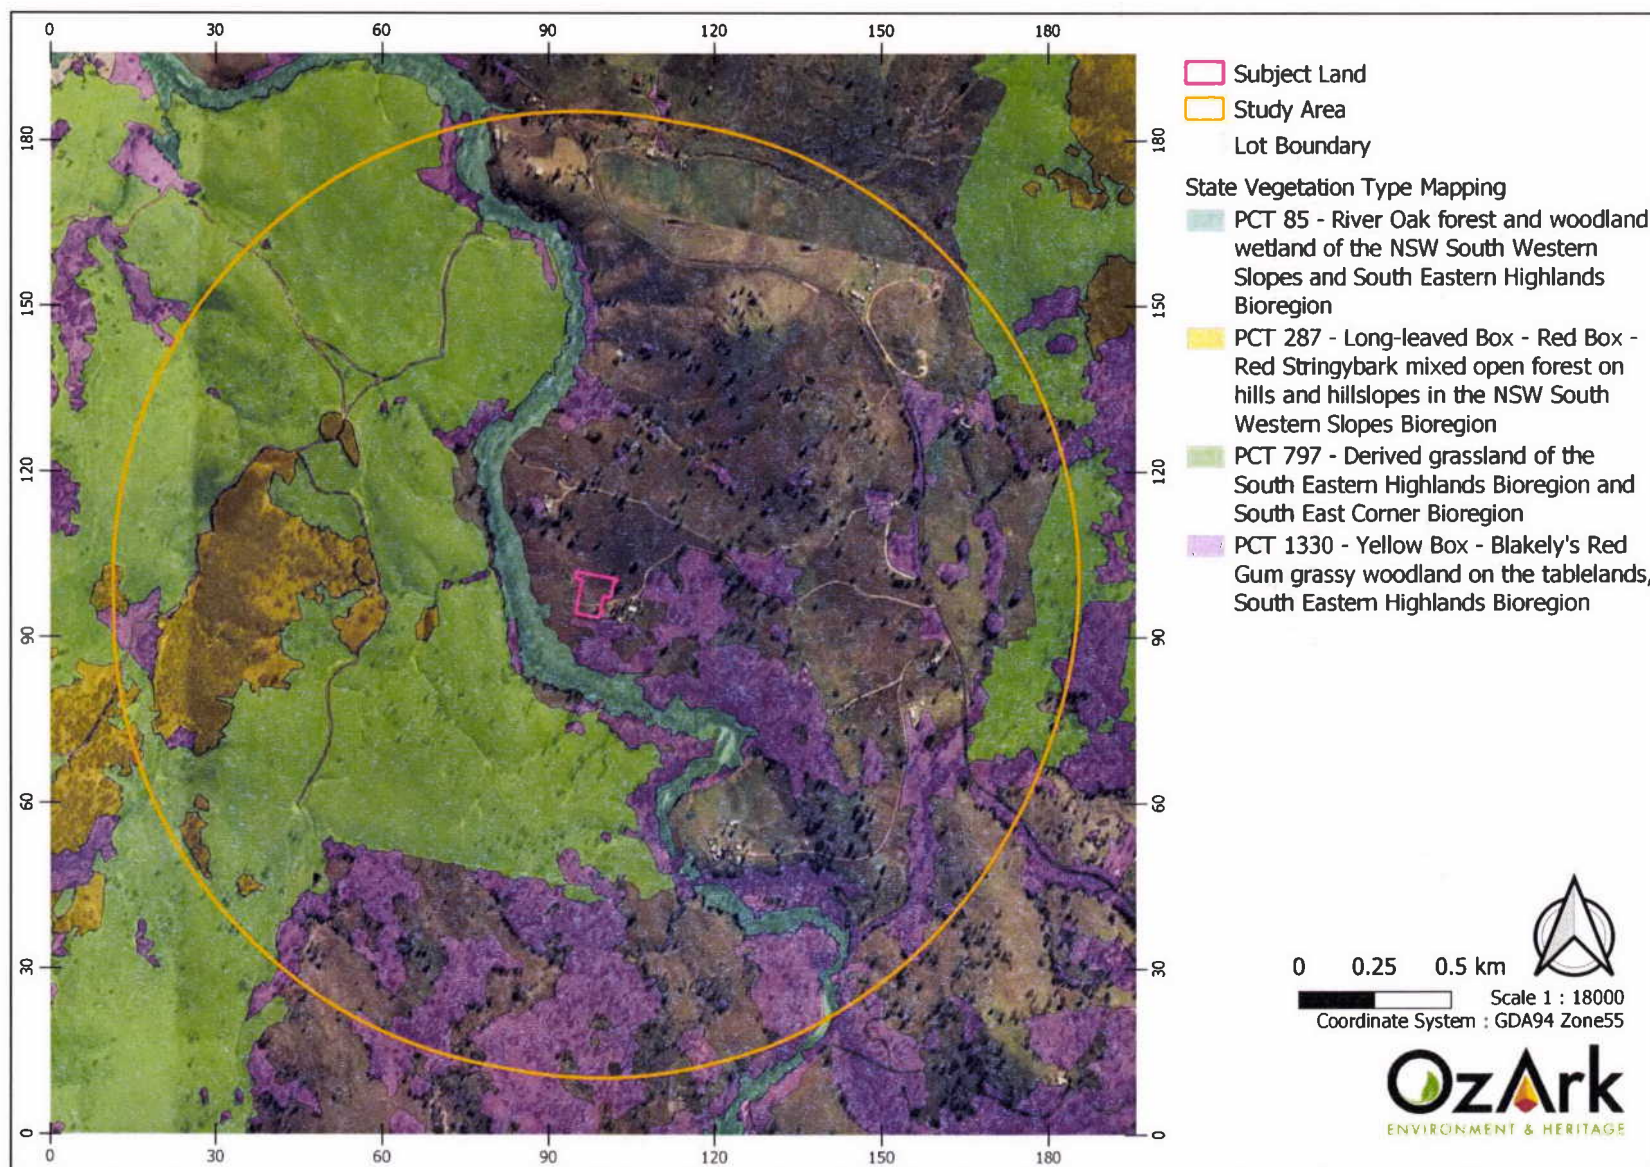 0 30 60 90 120 150 180
180
150
120
90
60
30
0
180
150
120
90
60
30
0
0 30 60 90 120 150 180
Subject Land
Study Area
Lot Boundary
State Vegetation Type Mapping
PCT 85 - River Oak forest and woodland
wetland of the NSW South Western
Slopes and South Eastern Highlands
Bioregion
PCT 287 - Long-leaved Box - Red Box -
Red Stringybark mixed open forest on
hills and hillslopes in the NSW South
Western Slopes Bioregion
PCT 797 - Derived grassland of the
South Eastern Highlands Bioregion and
South East Corner Bioregion
PCT 1330 - Yellow Box - Blakely's Red
Gum grassy woodland on the tablelands,
South Eastern Highlands Bioregion
0 0.25 0.5 km
Scale 1 : 18000
Coordinate System : GDA94 Zone55
OzArk
ENVIRONMENT & HERITAGE